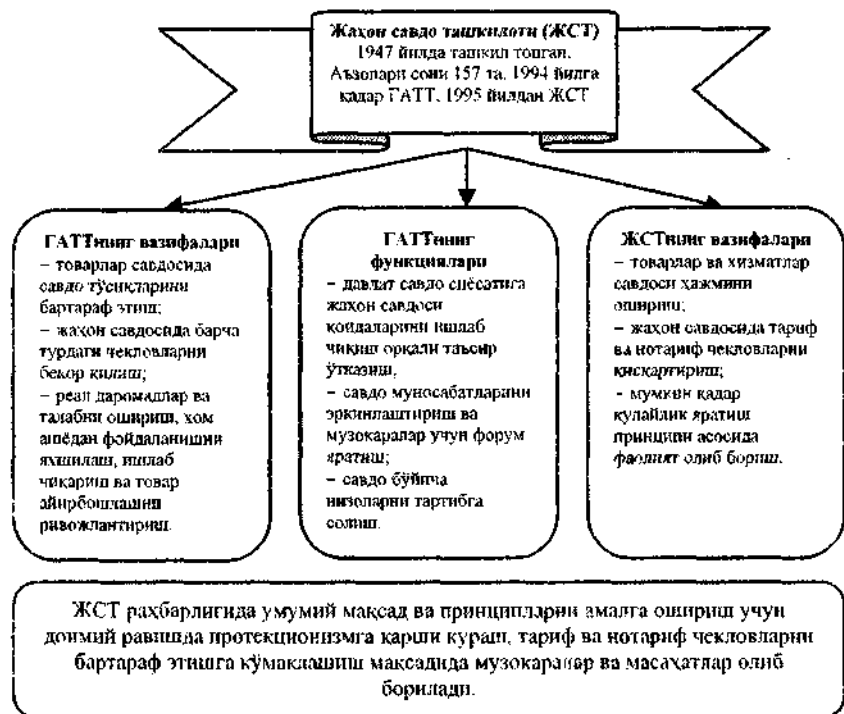 Жаҳон савдо ташкилоти (ЖСТ)
1947 йилда ташкил топган.
Аъзолари сони 157 та. 1994 йилга
қадар ГАТТ. 1995 йилдан ЖСТ
ГАТТнинг вазифалари
– товарлар савдосида
савдо тўсиқларини
бартараф этиш;
– жаҳон савдосида барча
турдаги чекловларни
бекор қилиш;
– реал даромадлар ва
талабни ошириш, хом
ашёдан фойдаланишни
яхшилаш, ишлаб
чиқариш ва товар
айирбошлашни
ривожлантириш.
ГАТТнинг
функциялари
– давлат савдо сиёсатига
жаҳон савдоси
қоидаларини ишлаб
чиқиш орқали таъсир
ўтказиш,
– савдо муносабатларини
эркинлаштириш ва
музокаралар учун форум
яратиш;
– савдо бўйича
низоларни тартибга
солиш.
ЖСТнинг вазифалари
– товарлар ва хизматлар
савдоси ҳажмини
ошириш;
– жаҳон савдосида тариф
ва нотариф чекловларни
қисқартириш;
– мумкин қадар
қулайлик яратиш
принципи асосида
фаолият олиб бориш.
ЖСТ раҳбарлигида умумий мақсад ва принципларни амалга ошириш учун
доимий равишда протекционизмга қарши кураш, тариф ва нотариф чекловларни
бартараф этишга кўмаклашиш мақсадида музокаралар ва масаҳатлар олиб
борилади.